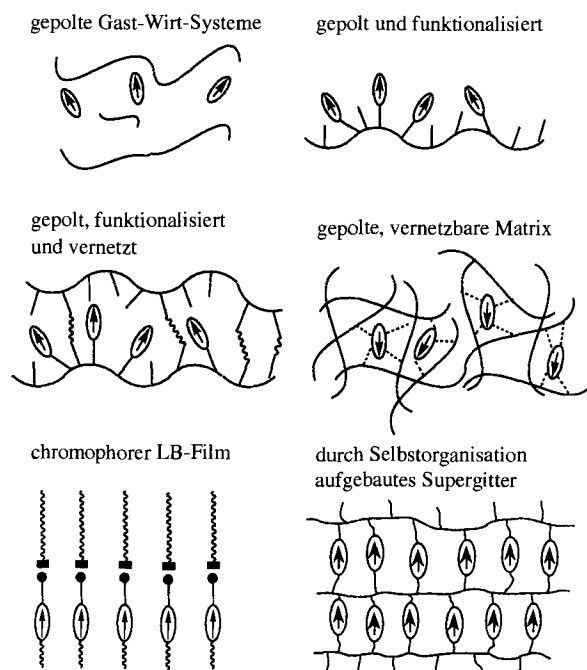 gepolte Gast-Wirt-Systeme
gepolt und funktionalisiert
gepolt, funktionalisiert
und vernetzt
gepolte, vernetzbare Matrix
chromophorer LB-Film
durch Selbstorganisation
aufgebautes Supergitter